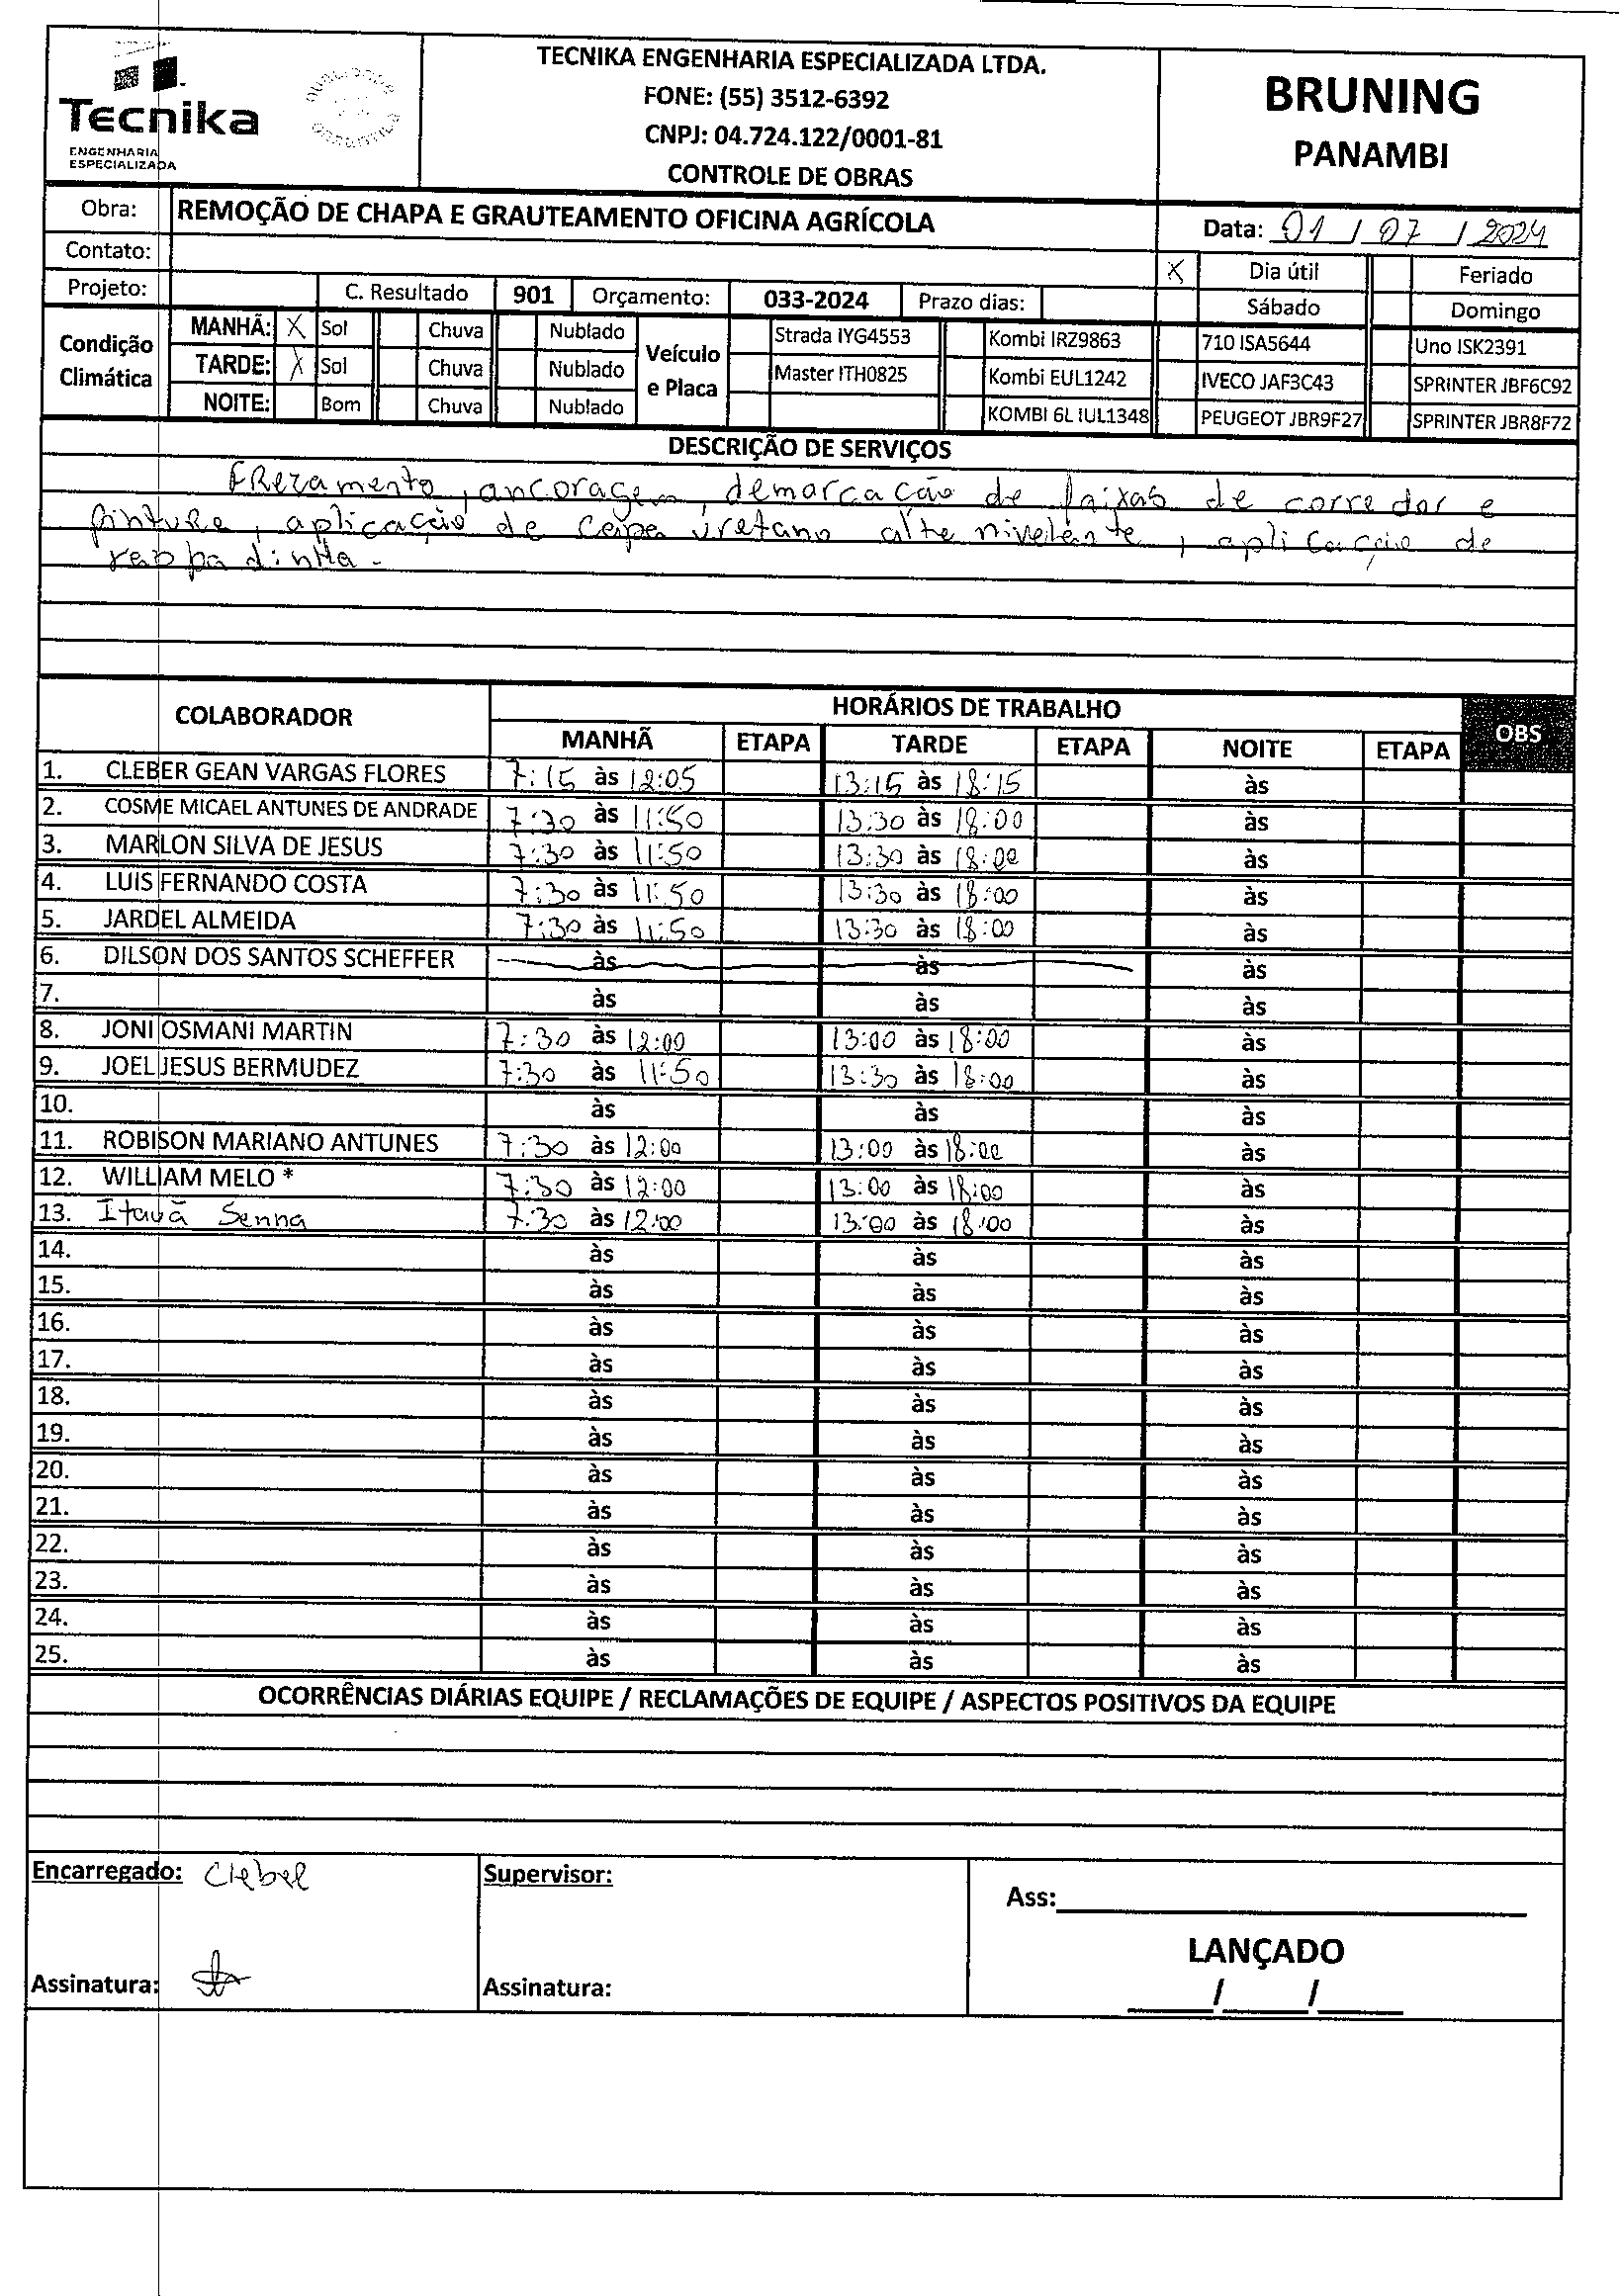 Tecnika
ENGENHARIA
ESPECIALIZADA
TECNIKA ENGENHARIA ESPECIALIZADA LTDA.
FONE: (55) 3512-6392
CNPJ: 04.724.122/0001-81
CONTROLE DE OBRAS
BRUNING
PANAMBI
Obra: REMOÇÃO DE CHAPA E GRAUTEAMENTO OFICINA AGRÍCOLA
Data: 01 / 07 / 2024
Contato:
X Dia útil Feriado
Projeto: C. Resultado 901 Orçamento: 033-2024 Prazo dias: Sábado Domingo
Condição Climática
MANHÃ: X Sol Chuva Nublado
TARDE: X Sol Chuva Nublado
NOITE: Bom Chuva Nublado
Veículo e Placa
Strada IYG4553 Kombi IRZ9863 710 ISA5644 Uno ISK2391
Master ITH0825 Kombi EUL1242 IVECO JAF3C43 SPRINTER JBF6C92
KOMBI 6L IUL1348 PEUGEOT JBR9F27 SPRINTER JBR8F72
DESCRIÇÃO DE SERVIÇOS
FRezamento, ancoragem, demarcação de faixas de corredor e
pintura, aplicação de uretano nivelante, aplicação de
raspadinha.
COLABORADOR HORÁRIOS DE TRABALHO OBS
MANHÃ ETAPA TARDE ETAPA NOITE ETAPA
1. CLEBER GEAN VARGAS FLORES 7:15 às 12:05 13:15 às 18:15 às
2. COSME MICAEL ANTUNES DE ANDRADE 7:30 às 11:50 13:30 às 18:00 às
3. MARLON SILVA DE JESUS 7:30 às 11:50 13:30 às 18:00 às
4. LUIS FERNANDO COSTA 7:30 às 11:50 13:30 às 18:00 às
5. JARDEL ALMEIDA 7:30 às 11:50 13:30 às 18:00 às
6. DILSON DOS SANTOS SCHEFFER às às às
7. às às às
8. JONI OSMANI MARTIN 7:30 às 12:00 13:00 às 18:00 às
9. JOEL JESUS BERMUDEZ 7:30 às 11:50 13:30 às 18:00 às
10. às às às
11. ROBISON MARIANO ANTUNES 7:30 às 12:00 13:00 às 18:00 às
12. WILLIAM MELO * 7:30 às 12:00 13:00 às 18:00 às
13. Itauã Senna 7:30 às 12:00 13:00 às 18:00 às
14. às às às
15. às às às
16. às às às
17. às às às
18. às às às
19. às às às
20. às às às
21. às às às
22. às às às
23. às às às
24. às às às
25. às às às
OCORRÊNCIAS DIÁRIAS EQUIPE / RECLAMAÇÕES DE EQUIPE / ASPECTOS POSITIVOS DA EQUIPE
Encarregado: Cleber
Supervisor:
Ass:
LANÇADO
Assinatura:
Assinatura:
/ /